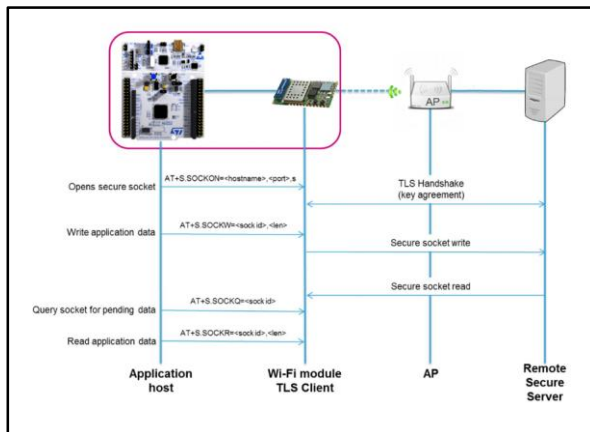 AP
AT+S.SOCKON=<hostname>,<port>,s
Opens secure socket
TLS Handshake
(key agreement)
AT+S.SOCKW=<sock id>,<len>
Write application data
Secure socket write
Secure socket read
AT+S.SOCKQ=<sock id>
Query socket for pending data
AT+S.SOCKR=<sock id>,<len>
Read application data
Application
host
Wi-Fi module
TLS Client
AP
Remote
Secure
Server